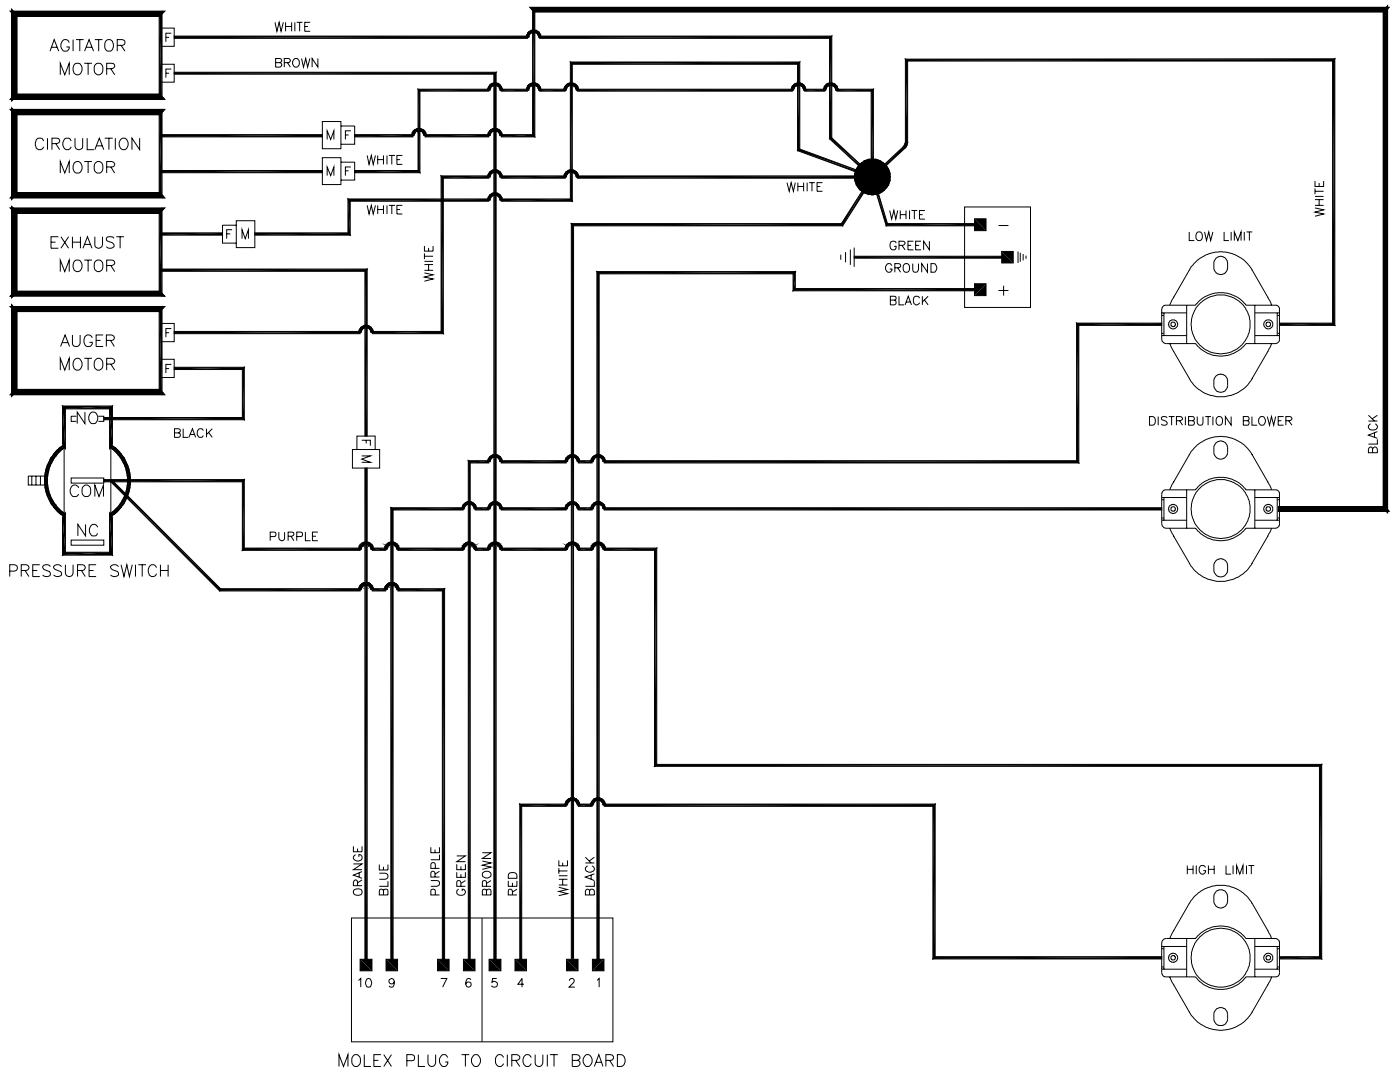 AGITATOR
MOTOR
F
F
WHITE
BROWN
CIRCULATION
MOTOR
M F
M F
WHITE
WHITE
EXHAUST
MOTOR
F M
WHITE
WHITE
WHITE −
GREEN
GROUND
BLACK +
WHITE
LOW LIMIT
AUGER
MOTOR
F
F
BLACK
NO
COM
NC
PRESSURE SWITCH
F
M
DISTRIBUTION BLOWER
BLACK
PURPLE
HIGH LIMIT
ORANGE
BLUE
PURPLE
GREEN
BROWN
RED
WHITE
BLACK
10 9 7 6 5 4 2 1
MOLEX PLUG TO CIRCUIT BOARD